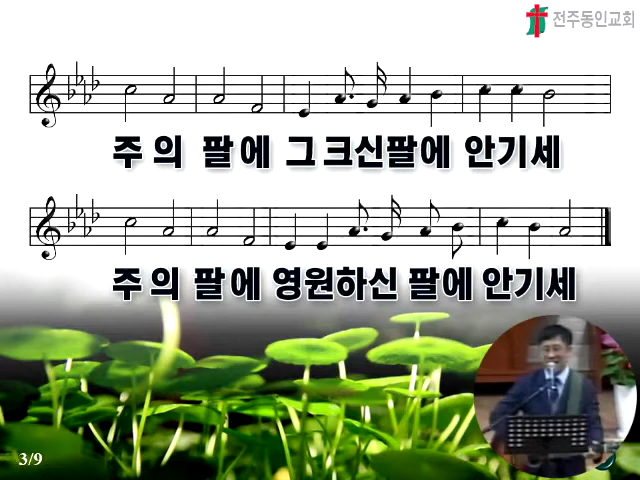 전주동인교회
주의 팔에 그크신팔에 안기세
주의 팔에 영원하신 팔에 안기세
3/9